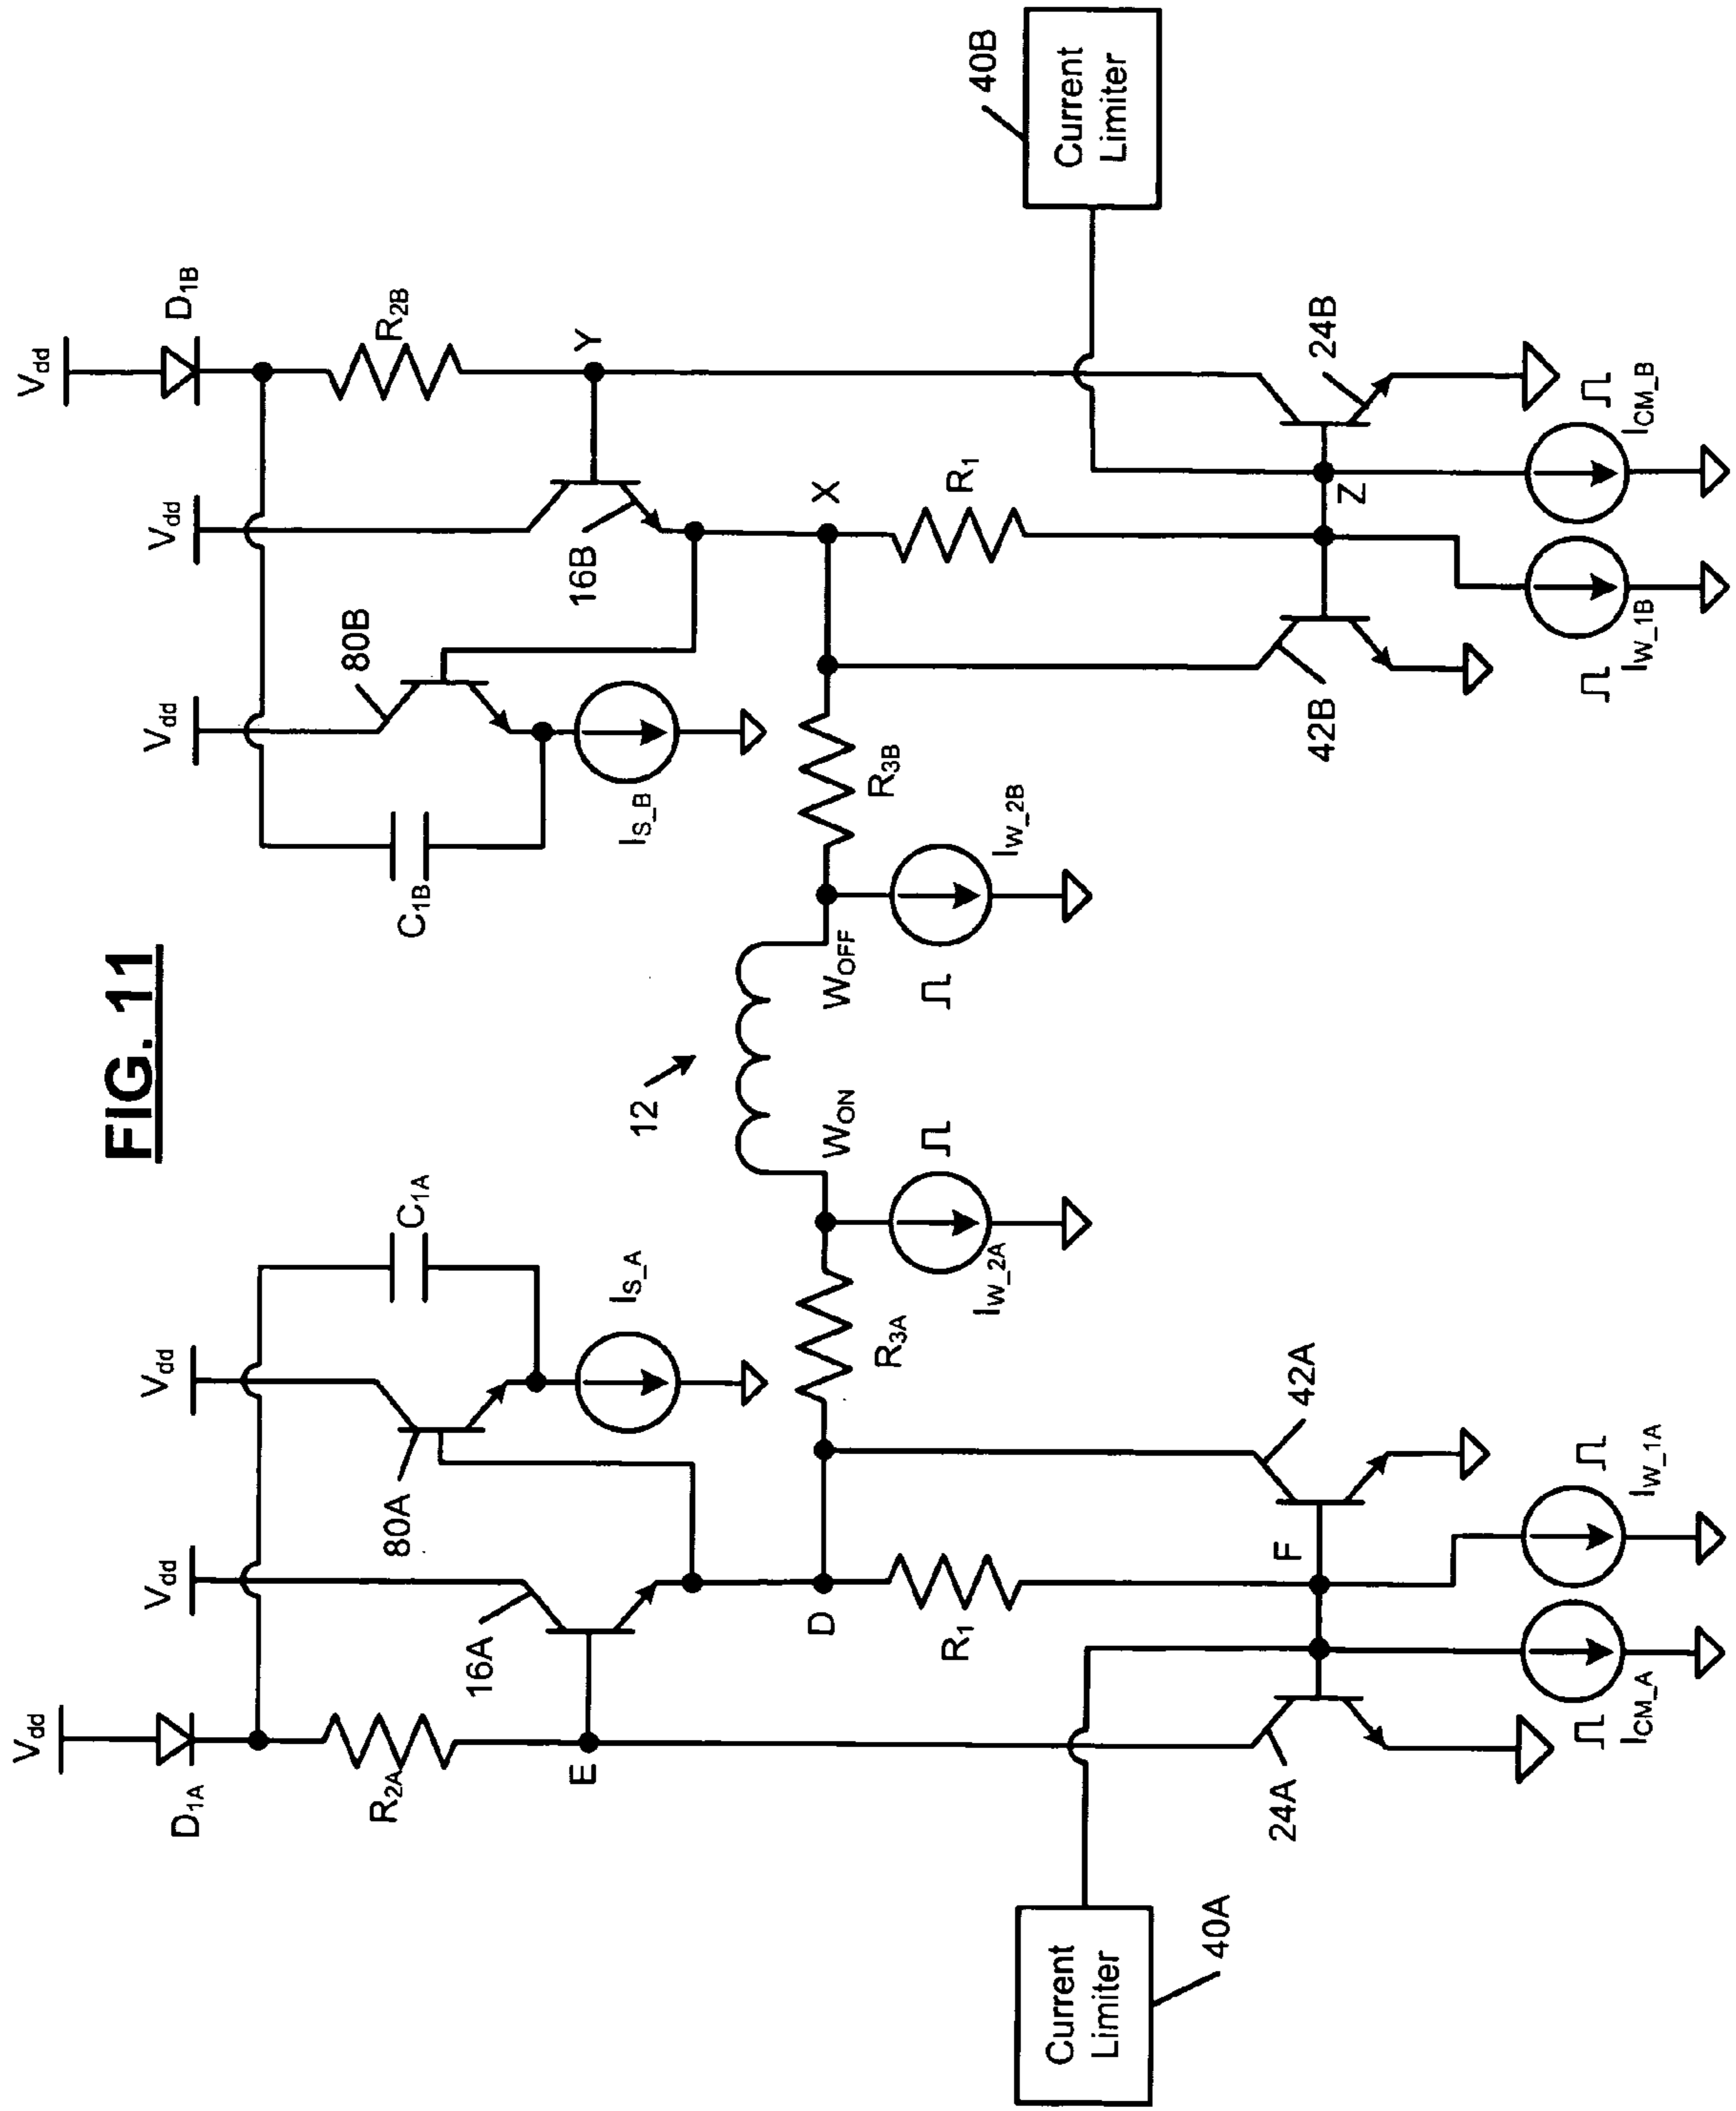 FIG. 11
Vdd
Vdd
Vdd
D1A
R2A
E
16A
80A
C1A
IS_A
D
R1
R3A
WON
IW_2A
12
F
24A
42A
ICM_A
IW_1A
Current
Limiter
40A
Vdd
Vdd
Vdd
D1B
R2B
Y
16B
80B
C1B
IS_B
X
R1
R3B
WOFF
IW_2B
Z
24B
42B
IW_1B
ICM_B
Current
Limiter
40B